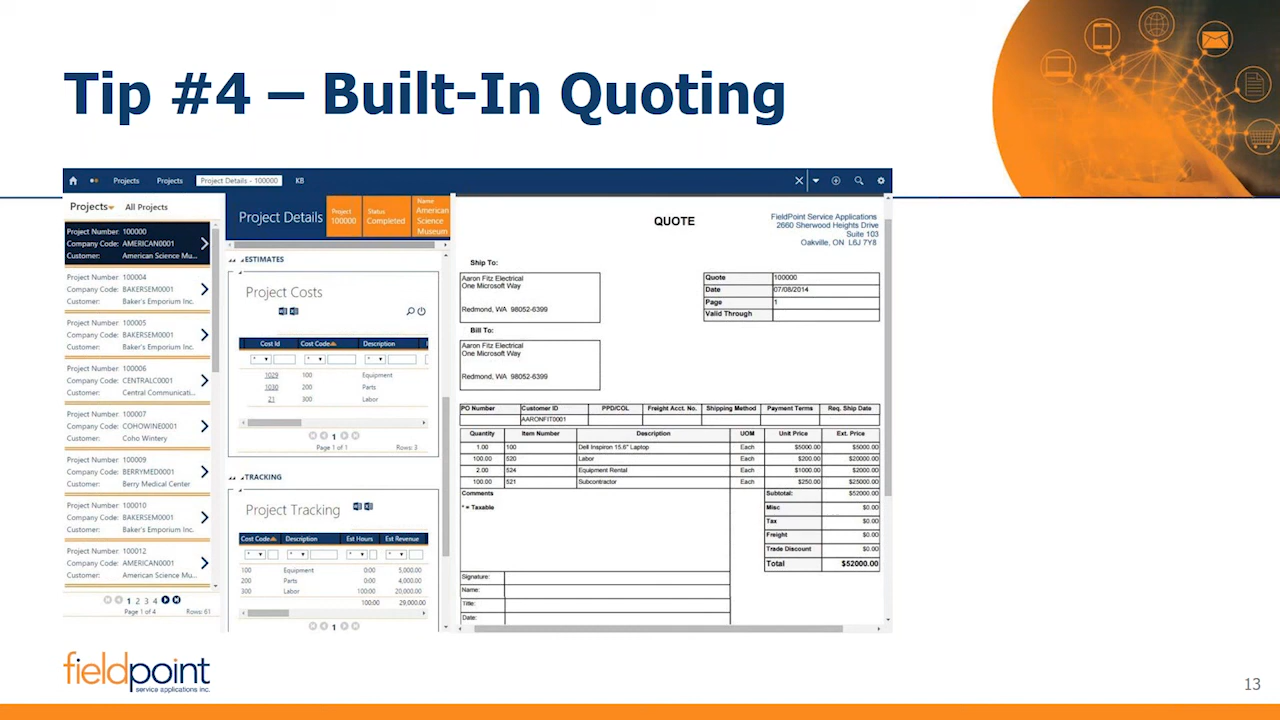 Tip #4 – Built-In Quoting
Projects
Projects
Project Details - 100000
KB
Projects
All Projects
Project Number: 100000
Company Code: AMERICAN0001
Customer: American Science Mu...
Project Number: 100004
Company Code: BAKERSEM0001
Customer: Baker's Emporium Inc.
Project Number: 100005
Company Code: BAKERSEM0001
Customer: Baker's Emporium Inc.
Project Number: 100006
Company Code: CENTRALC0001
Customer: Central Communicati...
Project Number: 100007
Company Code: COHOWINE0001
Customer: Coho Wintery
Project Number: 100009
Company Code: BERRYMED0001
Customer: Berry Medical Center
Project Number: 100010
Company Code: BAKERSEM0001
Customer: Baker's Emporium Inc.
Project Number: 100012
Company Code: AMERICAN0001
Customer: American Science Mu...
1 2 3 4
Page 1 of 4 Rows: 61
Project Details
Project
100000
Status
Completed
Name
American
Science
Museum
ESTIMATES
Project Costs
Cost Id Cost Code Description
1029 100 Equipment
1030 200 Parts
21 300 Labor
1
Page 1 of 1 Rows: 3
TRACKING
Project Tracking
Cost Code Description Est Hours Est Revenue
100 Equipment 0.00 5,000.00
200 Parts 0.00 4,000.00
300 Labor 100.00 20,000.00
100.00 29,000.00
1
QUOTE
FieldPoint Service Applications
2660 Sherwood Heights Drive
Suite 103
Oakville, ON L6J 7Y8
Ship To:
Aaron Fitz Electrical
One Microsoft Way
Redmond, WA 98052-6399
Quote 100000
Date 07/08/2014
Page 1
Valid Through
Bill To:
Aaron Fitz Electrical
One Microsoft Way
Redmond, WA 98052-6399
PO Number Customer ID PPD/COL Freight Acct. No. Shipping Method Payment Terms Req. Ship Date
AARONFIT0001
Quantity Item Number Description UOM Unit Price Ext. Price
1.00 100 Dell Inspiron 15.6" Laptop Each $5000.00 $5000.00
100.00 520 Labor Each $200.00 $20000.00
2.00 524 Equipment Rental Each $1000.00 $2000.00
100.00 521 Subcontractor Each $250.00 $25000.00
Comments
* = Taxable
Subtotal: $52000.00
Misc $0.00
Tax $0.00
Freight $0.00
Trade Discount $0.00
Total $52000.00
Signature:
Name:
Title:
Date:
fieldpoint
service applications inc.
13